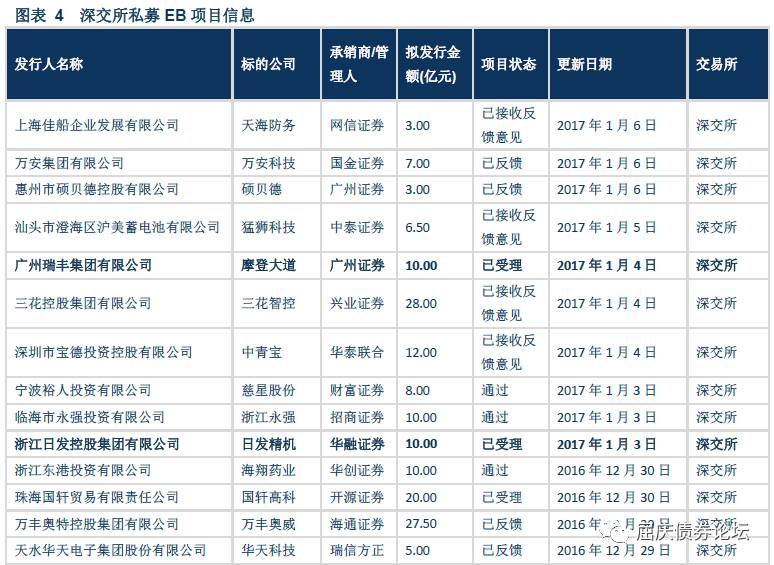 图表 4 深交所私募 EB 项目信息
发行人名称 标的公司 承销商/管理人 拟发行金额(亿元) 项目状态 更新日期 交易所
上海佳船企业发展有限公司 天海防务 网信证券 3.00 已接收反馈意见 2017 年 1 月 6 日 深交所
万安集团有限公司 万安科技 国金证券 7.00 已反馈 2017 年 1 月 6 日 深交所
惠州市硕贝德控股有限公司 硕贝德 广州证券 3.00 已反馈 2017 年 1 月 6 日 深交所
汕头市澄海区沪美蓄电池有限公司 猛狮科技 中泰证券 6.50 已接收反馈意见 2017 年 1 月 5 日 深交所
广州瑞丰集团有限公司 摩登大道 广州证券 10.00 已受理 2017 年 1 月 4 日 深交所
三花控股集团有限公司 三花智控 兴业证券 28.00 已接收反馈意见 2017 年 1 月 4 日 深交所
深圳市宝德投资控股有限公司 中青宝 华泰联合 12.00 已接收反馈意见 2017 年 1 月 4 日 深交所
宁波裕人投资有限公司 慈星股份 财富证券 8.00 通过 2017 年 1 月 3 日 深交所
临海市永强投资有限公司 浙江永强 招商证券 10.00 通过 2017 年 1 月 3 日 深交所
浙江日发控股集团有限公司 日发精机 华融证券 10.00 已受理 2017 年 1 月 3 日 深交所
浙江东港投资有限公司 海翔药业 华创证券 10.00 通过 2016 年 12 月 30 日 深交所
珠海国轩贸易有限责任公司 国轩高科 开源证券 20.00 已受理 2016 年 12 月 30 日 深交所
万丰奥特控股集团有限公司 万丰奥威 海通证券 27.50 已反馈 2016 年 12 月 日 深交所
天水华天电子集团股份有限公司 华天科技 瑞信方正 5.00 已反馈 2016 年 12 月 29 日 深交所
屈庆债券论坛